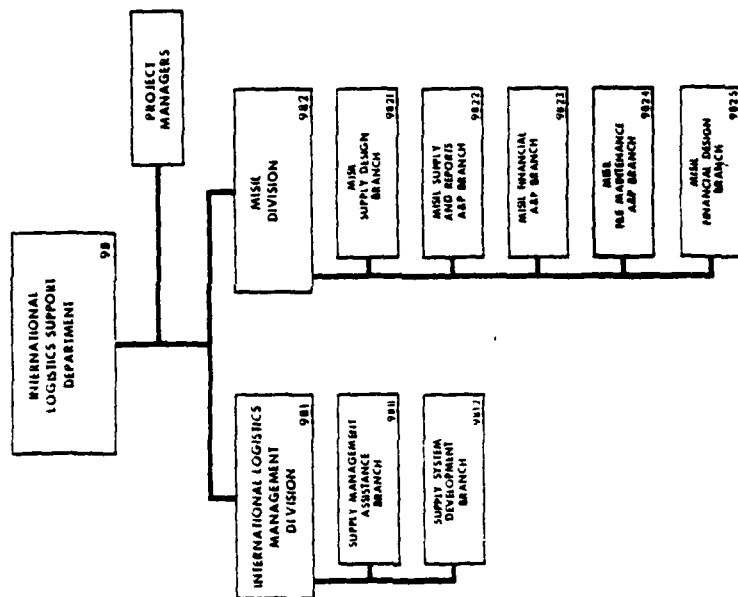 INTERNATIONAL
LOGISTICS SUPPORT
DEPARTMENT
98
PROJECT
MANAGERS
INTERNATIONAL LOGISTICS
MANAGEMENT
DIVISION
981
SUPPLY MANAGEMENT
ASSISTANCE
BRANCH
9811
SUPPLY SYSTEM
DEVELOPMENT
BRANCH
9812
MISIL
DIVISION
982
MISIL
SUPPLY DESIGN
BRANCH
9821
MISIL SUPPLY
AND REPORTS
A&P BRANCH
9822
MISIL FINANCIAL
A&P BRANCH
9823
MISIL
FILE MAINTENANCE
A&P BRANCH
9824
MISIL
FINANCIAL DESIGN
BRANCH
9825